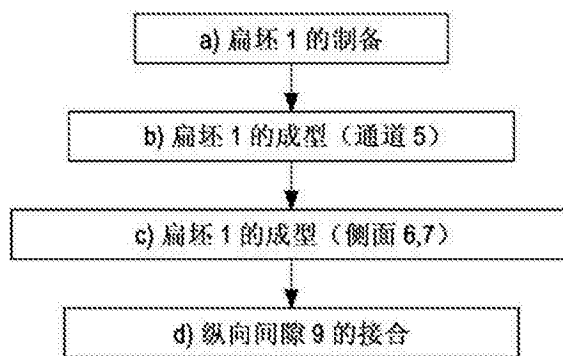 a) 扁坯 1 的制备
b) 扁坯 1 的成型（通道 5）
c) 扁坯 1 的成型（侧面 6,7）
d) 纵向间隙 9 的接合